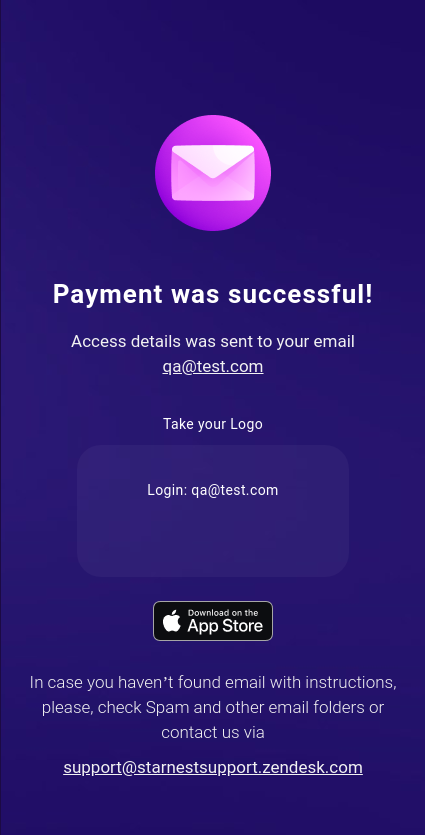 Payment was successful!
Access details was sent to your email
qa@test.com
Take your Logo
Login: qa@test.com
Download on the
App Store
In case you haven’t found email with instructions,
please, check Spam and other email folders or
contact us via
support@starnestsupport.zendesk.com